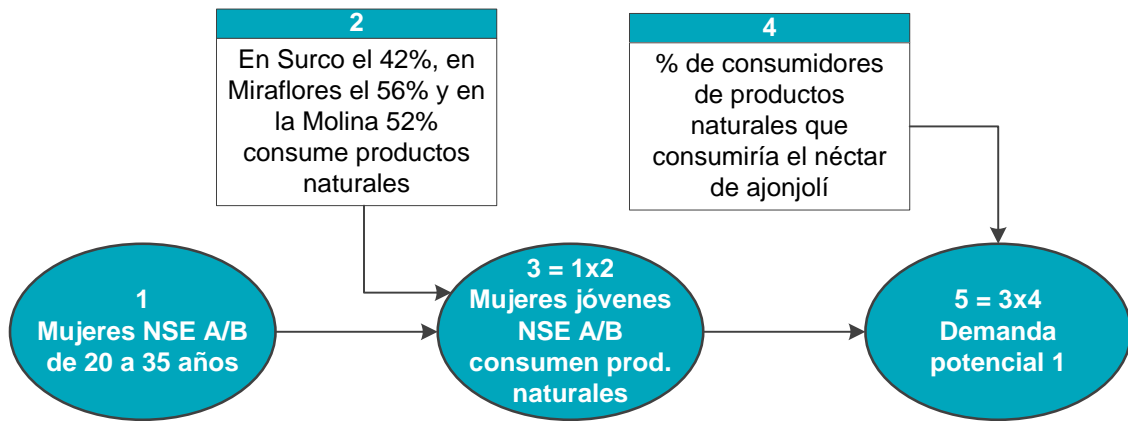 2
En Surco el 42%, en
Miraflores el 56% y en
la Molina 52%
consume productos
naturales
4
% de consumidores
de productos
naturales que
consumiría el néctar
de ajonjolí
1
Mujeres NSE A/B
de 20 a 35 años
3 = 1x2
Mujeres jóvenes
NSE A/B
consumen prod.
naturales
5 = 3x4
Demanda
potencial 1